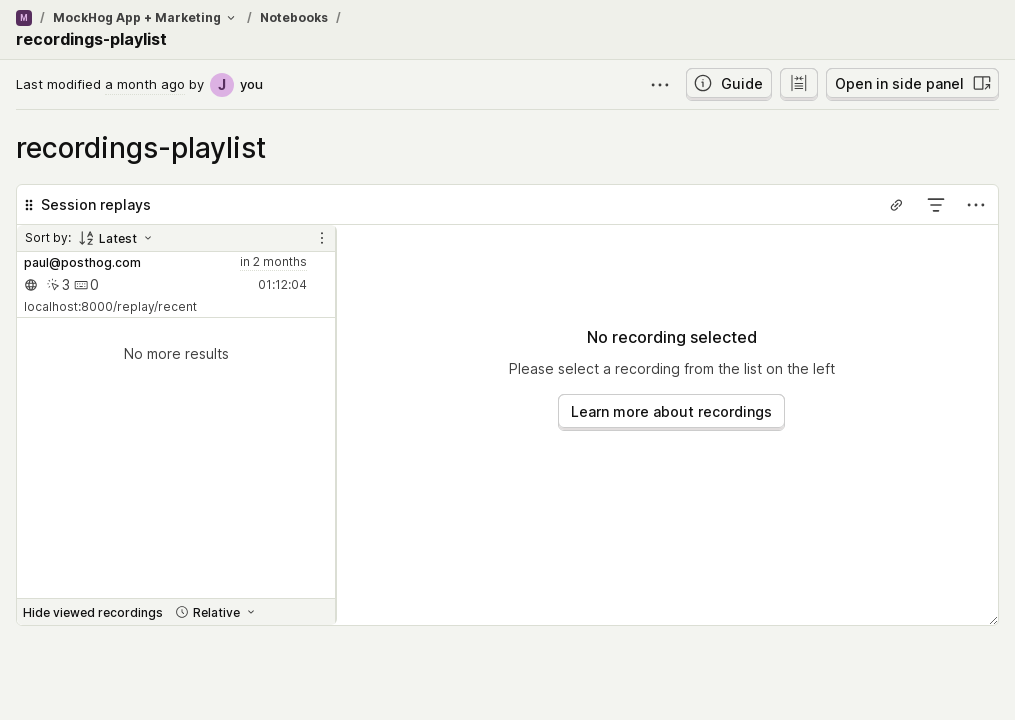 M / MockHog App + Marketing / Notebooks /
recordings-playlist
Last modified a month ago by J you
Guide
Open in side panel
recordings-playlist
Session replays
Sort by: Latest
paul@posthog.com in 2 months
3 0 01:12:04
localhost:8000/replay/recent
No more results
No recording selected
Please select a recording from the list on the left
Learn more about recordings
Hide viewed recordings Relative